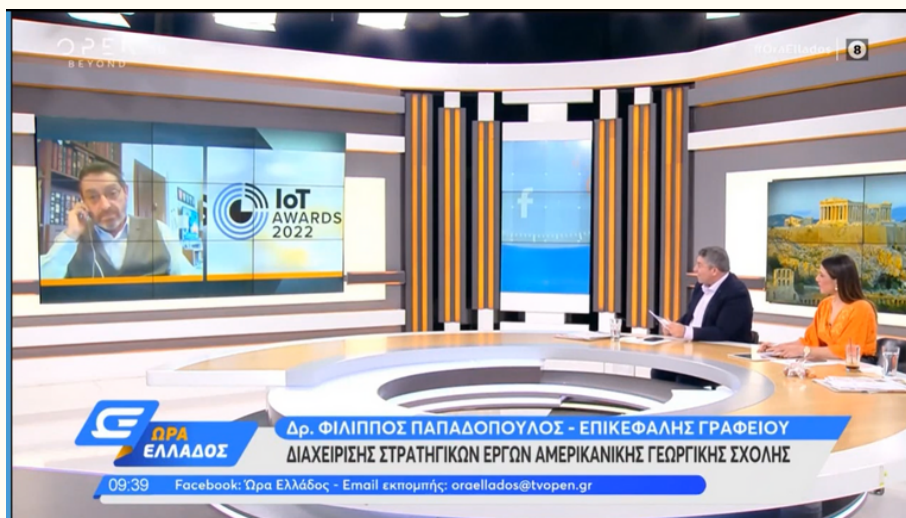 OPEN
BEYOND
#OraEllados
8
IoT
AWARDS
2022
f
ΩΡΑ
ΕΛΛΑΔΟΣ
Δρ. ΦΙΛΙΠΠΟΣ ΠΑΠΑΔΟΠΟΥΛΟΣ - ΕΠΙΚΕΦΑΛΗΣ ΓΡΑΦΕΙΟΥ
ΔΙΑΧΕΙΡΙΣΗΣ ΣΤΡΑΤΗΓΙΚΩΝ ΕΡΓΩΝ ΑΜΕΡΙΚΑΝΙΚΗΣ ΓΕΩΡΓΙΚΗΣ ΣΧΟΛΗΣ
09:39 Facebook: Ώρα Ελλάδος - Email εκπομπής: oraellados@tvopen.gr